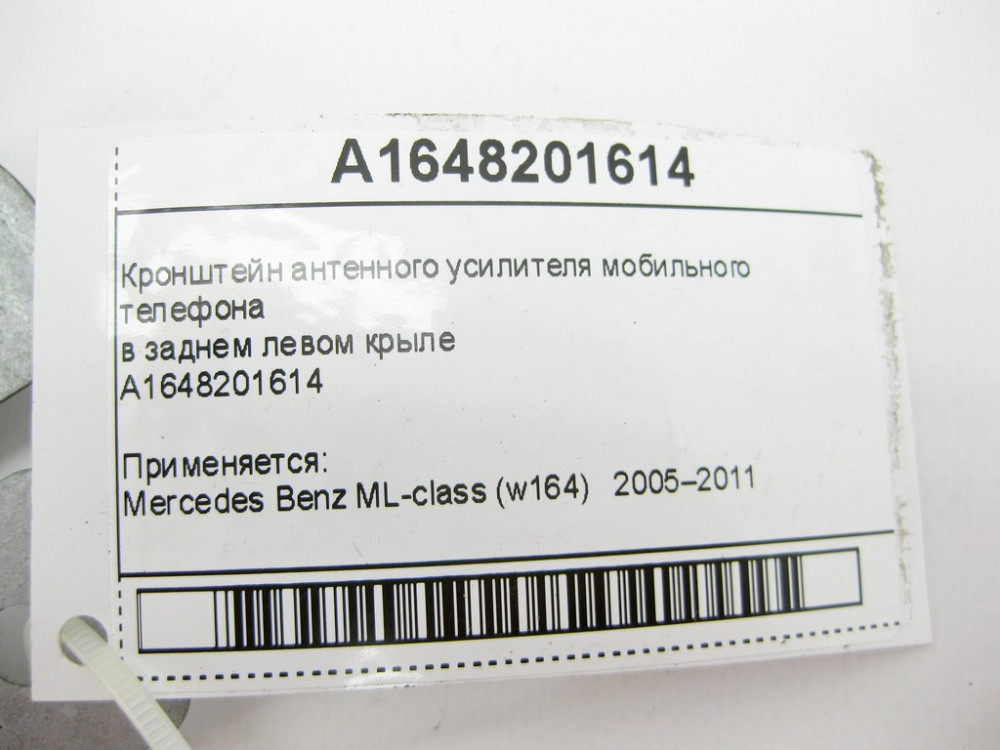 A1648201614
Кронштейн антенного усилителя мобильного
телефона
в заднем левом крыле
A1648201614
Применяется:
Mercedes Benz ML-class (w164) 2005–2011